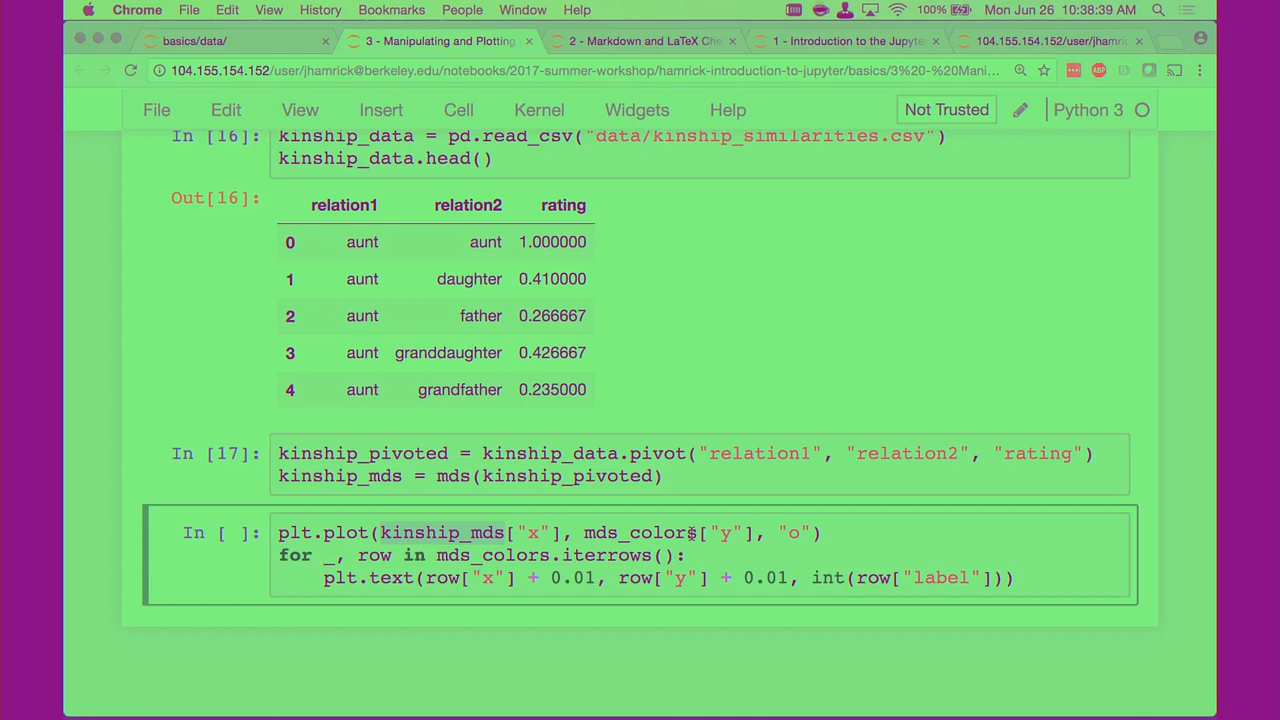 Chrome File Edit View History Bookmarks People Window Help 100% Mon Jun 26 10:38:39 AM
basics/data/ × 3 - Manipulating and Plotting × 2 - Markdown and LaTeX Che × 1 - Introduction to the Jupyte × 104.155.154.152/user/jhamric ×
104.155.154.152/user/jhamrick@berkeley.edu/notebooks/2017-summer-workshop/hamrick-introduction-to-jupyter/basics/3%20-%20Mani...
File Edit View Insert Cell Kernel Widgets Help Not Trusted Python 3
In [16]: kinship_data = pd.read_csv("data/kinship_similarities.csv")
kinship_data.head()
Out[16]:
relation1 relation2 rating
0 aunt aunt 1.000000
1 aunt daughter 0.410000
2 aunt father 0.266667
3 aunt granddaughter 0.426667
4 aunt grandfather 0.235000
In [17]: kinship_pivoted = kinship_data.pivot("relation1", "relation2", "rating")
kinship_mds = mds(kinship_pivoted)
In [ ]: plt.plot(kinship_mds["x"], mds_colors["y"], "o")
for _, row in mds_colors.iterrows():
plt.text(row["x"] + 0.01, row["y"] + 0.01, int(row["label"]))